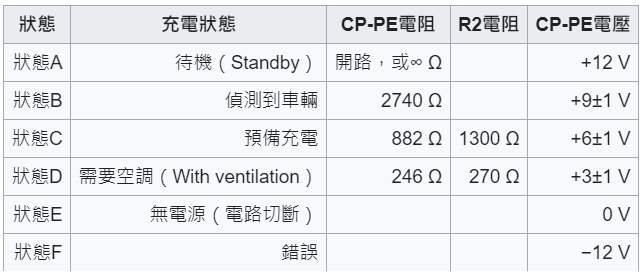 狀態 充電狀態 CP-PE電阻 R2電阻 CP-PE電壓
狀態A 待機（Standby） 開路，或∞ Ω +12 V
狀態B 偵測到車輛 2740 Ω +9±1 V
狀態C 預備充電 882 Ω 1300 Ω +6±1 V
狀態D 需要空調（With ventilation） 246 Ω 270 Ω +3±1 V
狀態E 無電源（電路切斷） 0 V
狀態F 錯誤 −12 V